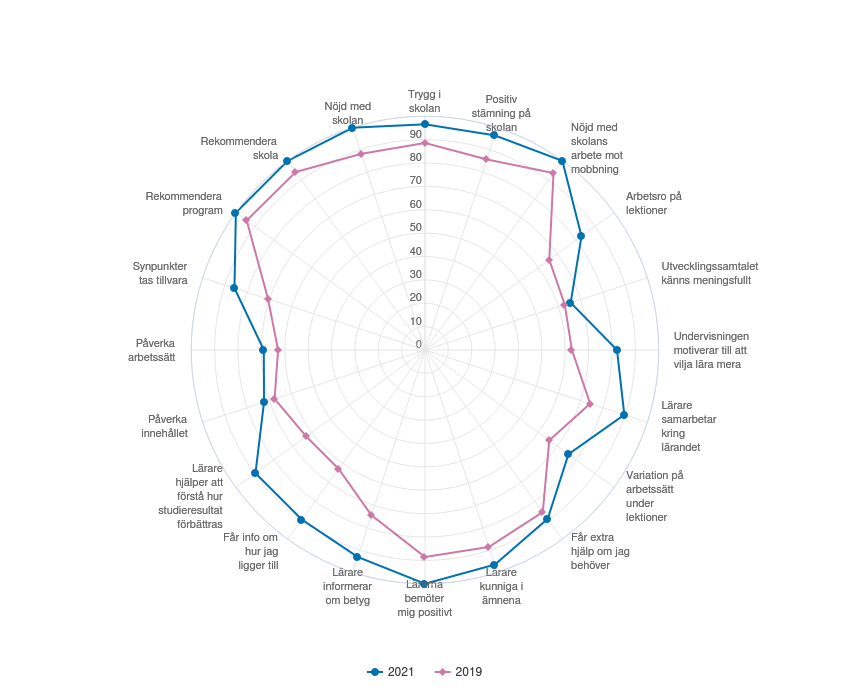 Trygg i
skolan
Positiv
stämning på
skolan
Nöjd med
skolans
arbete mot
mobbning
Arbetsro på
lektioner
Utvecklingssamtalet
känns meningsfullt
Undervisningen
motiverar till att
vilja lära mera
Lärare
samarbetar
kring
lärandet
Variation på
arbetssätt
under
lektioner
Får extra
hjälp om jag
behöver
Lärare
kunniga i
ämnena
Lärarna
bemöter
mig positivt
Lärare
informerar
om betyg
Får info om
hur jag
ligger till
Lärare
hjälper att
förstå hur
studieresultat
förbättras
Påverka
innehållet
Påverka
arbetssätt
Synpunkter
tas tillvara
Rekommendera
program
Rekommendera
skola
Nöjd med
skolan
90
80
70
60
50
40
30
20
10
0
2021
2019